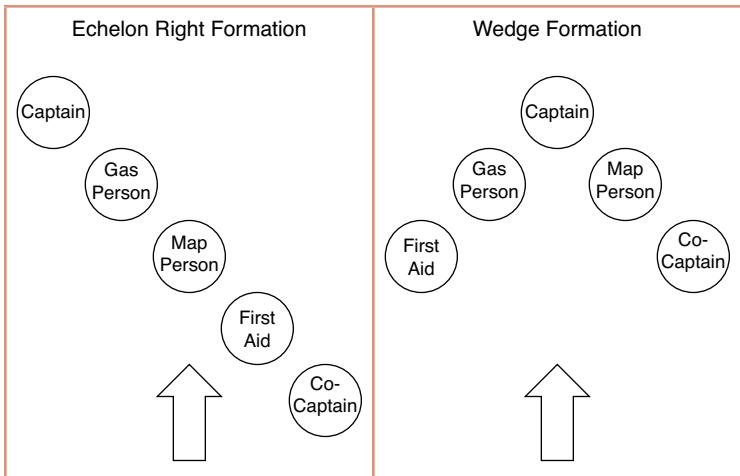 Echelon Right Formation
Captain
Gas
Person
Map
Person
First
Aid
Co-
Captain
Wedge Formation
Captain
Gas
Person
Map
Person
First
Aid
Co-
Captain